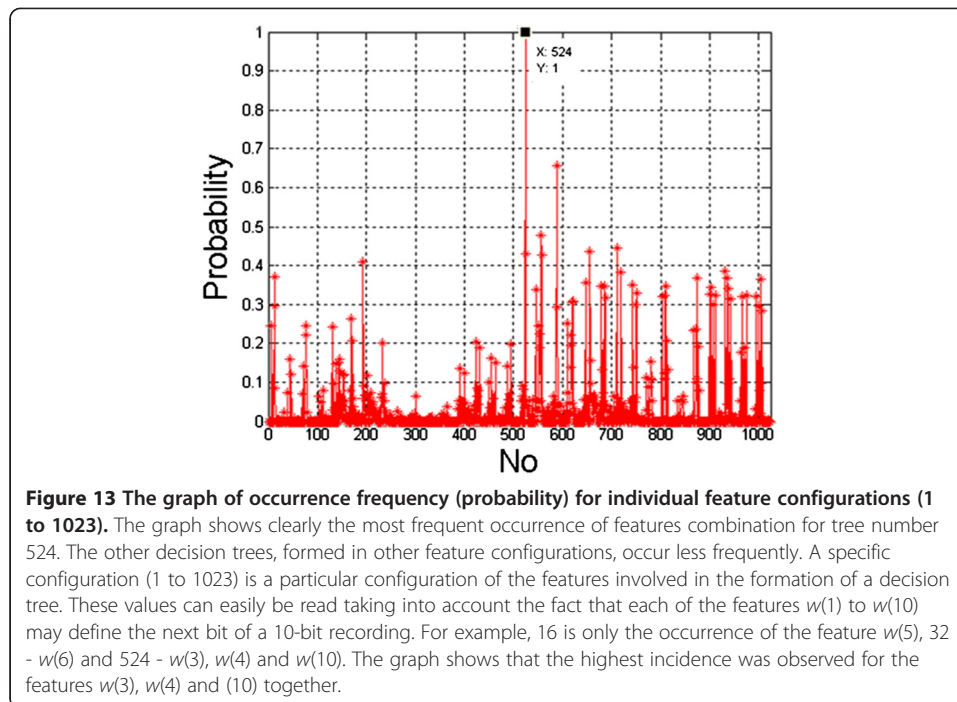 1
0.9
0.8
0.7
0.6
0.5
0.4
0.3
0.2
0.1
0
Probability
X: 524
Y: 1
0 100 200 300 400 500 600 700 800 900 1000
No
Figure 13 The graph of occurrence frequency (probability) for individual feature configurations (1
to 1023). The graph shows clearly the most frequent occurrence of features combination for tree number
524. The other decision trees, formed in other feature configurations, occur less frequently. A specific
configuration (1 to 1023) is a particular configuration of the features involved in the formation of a decision
tree. These values can easily be read taking into account the fact that each of the features w(1) to w(10)
may define the next bit of a 10-bit recording. For example, 16 is only the occurrence of the feature w(5), 32
- w(6) and 524 - w(3), w(4) and w(10). The graph shows that the highest incidence was observed for the
features w(3), w(4) and (10) together.